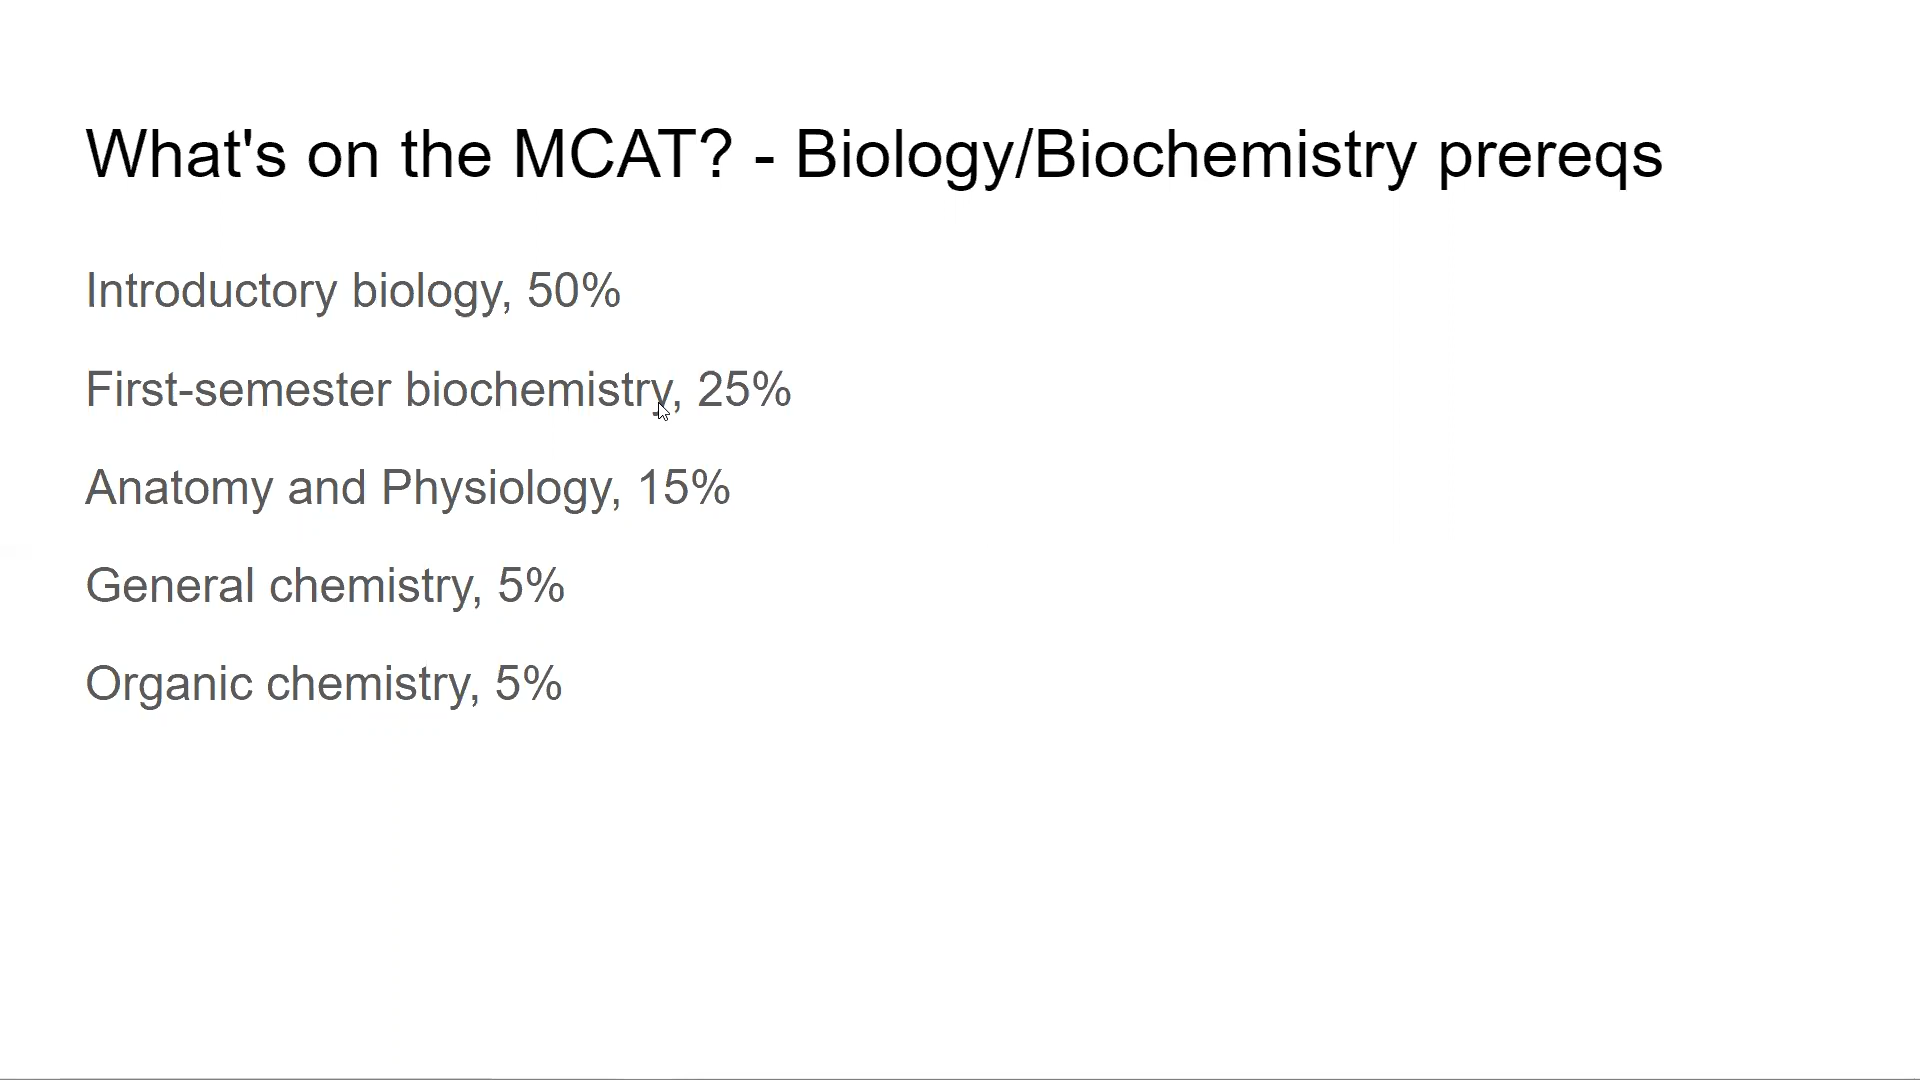 What's on the MCAT? - Biology/Biochemistry prereqs
Introductory biology, 50%
First-semester biochemistry, 25%
Anatomy and Physiology, 15%
General chemistry, 5%
Organic chemistry, 5%